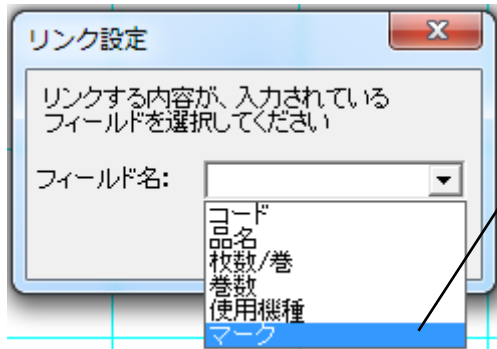 リンク設定
リンクする内容が、入力されている
フィールドを選択してください
フィールド名:
コード
品名
枚数/巻
巻数
使用機種
マーク